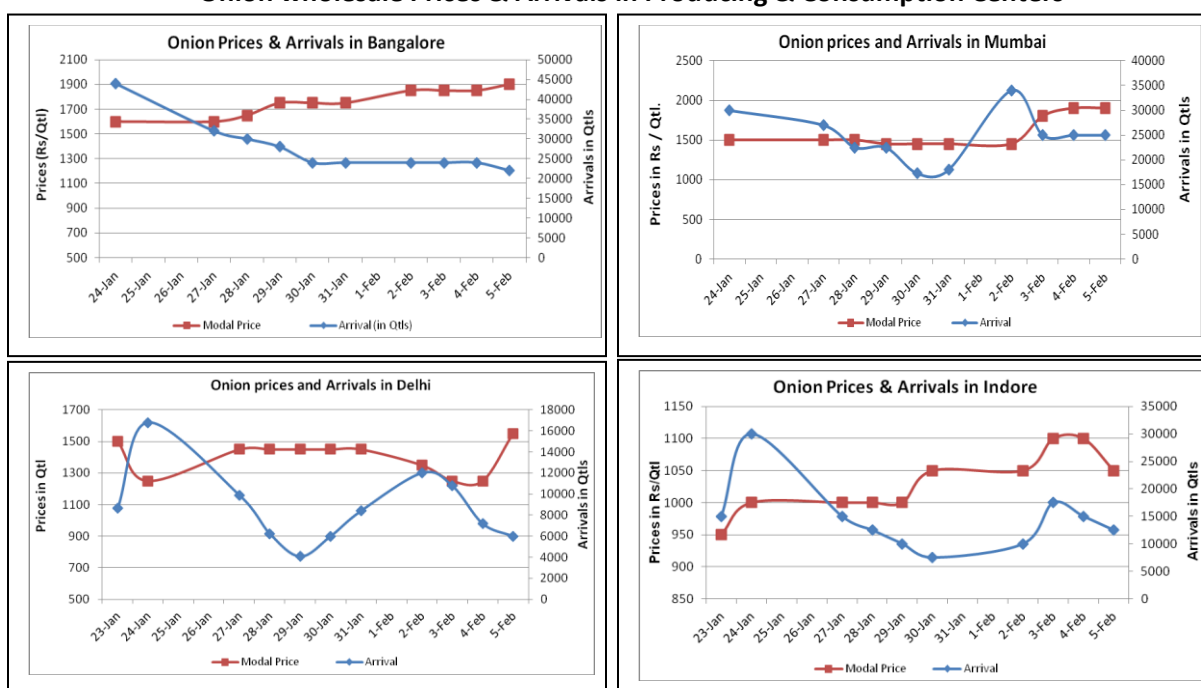 Onion Wholesale Prices & Arrivals in Producing & Consumption Centers
Onion Prices & Arrivals in Bangalore
Prices (Rs/Qtl)
2100
1900
1700
1500
1300
1100
900
700
500
50000
45000
40000
35000
30000
25000
20000
15000
10000
5000
0
Arrivals in Qtls
24-Jan
25-Jan
26-Jan
27-Jan
28-Jan
29-Jan
30-Jan
31-Jan
1-Feb
2-Feb
3-Feb
4-Feb
5-Feb
Modal Price
Arrival (in Qtls)
Onion prices and Arrivals in Mumbai
Prices in Rs / Qtl.
2500
2000
1500
1000
500
0
40000
35000
30000
25000
20000
15000
10000
5000
0
Arrivals in Qtls
24-Jan
25-Jan
26-Jan
27-Jan
28-Jan
29-Jan
30-Jan
31-Jan
1-Feb
2-Feb
3-Feb
4-Feb
5-Feb
Modal Price
Arrival
Onion prices and Arrivals in Delhi
Prices in Qtl
1700
1500
1300
1100
900
700
500
18000
16000
14000
12000
10000
8000
6000
4000
2000
0
Arrivals in Qtls
23-Jan
24-Jan
25-Jan
26-Jan
27-Jan
28-Jan
29-Jan
30-Jan
31-Jan
1-Feb
2-Feb
3-Feb
4-Feb
5-Feb
Modal Price
Arrival
Onion Prices & Arrivals in Indore
Prices in Rs/Qtl
1150
1100
1050
1000
950
900
850
35000
30000
25000
20000
15000
10000
5000
0
Arrivals in Qtls
23-Jan
24-Jan
25-Jan
26-Jan
27-Jan
28-Jan
29-Jan
30-Jan
31-Jan
1-Feb
2-Feb
3-Feb
4-Feb
5-Feb
Modal Price
Arrival